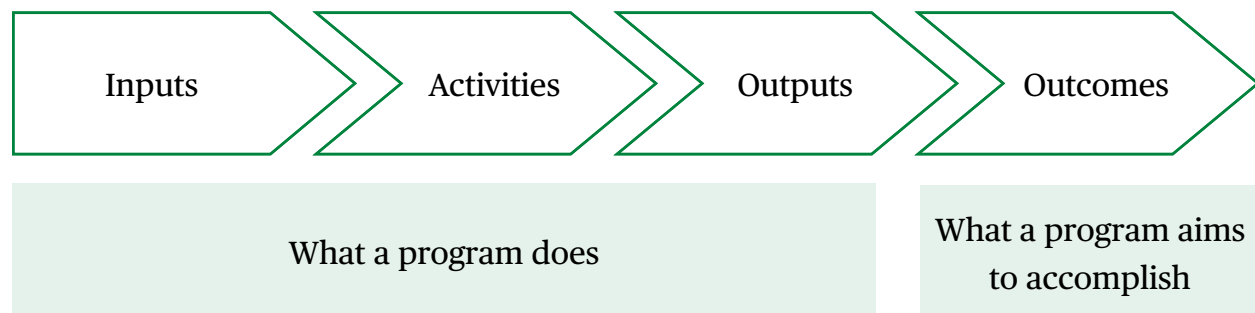 Inputs
Activities
Outputs
Outcomes
What a program does
What a program aims
to accomplish